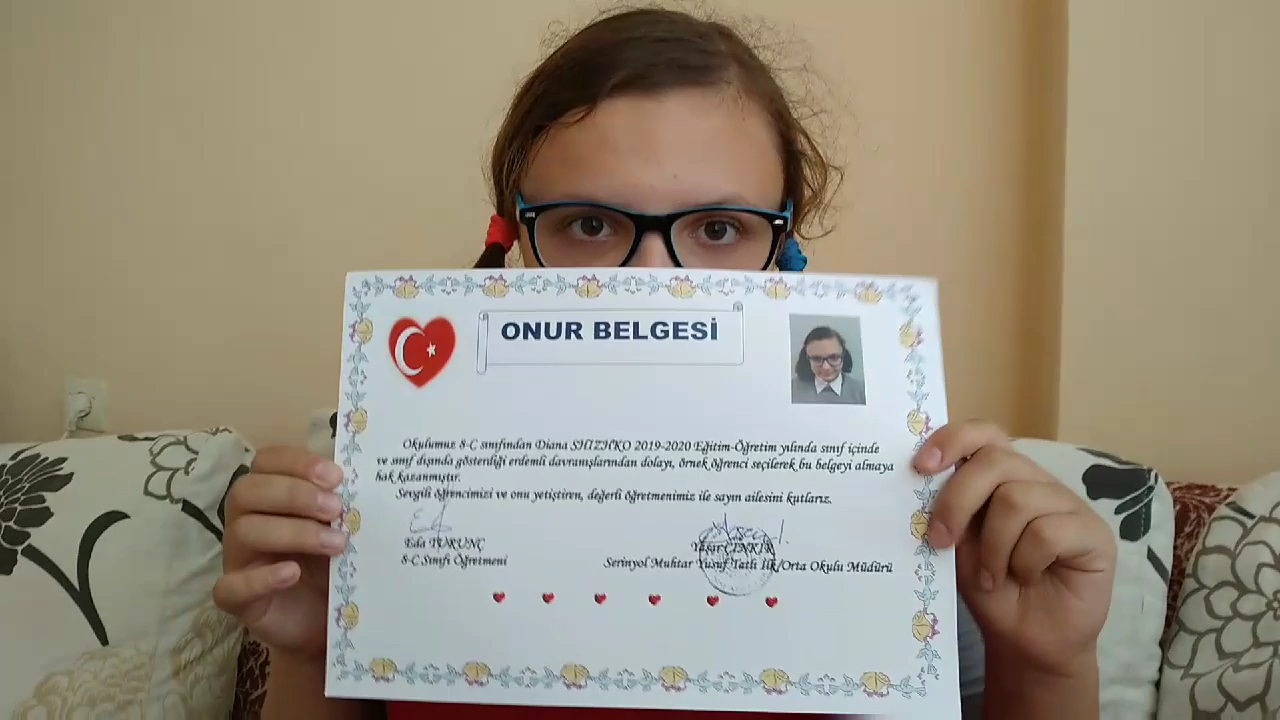 ONUR BELGESİ
Okulumuz 8-C sınıfından Diana SHIZHKO 2019-2020 Eğitim-Öğretim yılında sınıf içinde
ve sınıf dışında gösterdiği erdemli davranışlarından dolayı, örnek öğrenci seçilerek bu belgeyi almaya
hak kazanmıştır.
Sevgili öğrencimizi ve onu yetiştiren, değerli öğretmenimiz ile sayın ailesini kutlarız.
Eda TURUNÇ
8-C Sınıfı Öğretmeni
Yaşar ÇINKIR
Serinyol Muhtar Yusuf Tatlı İlk/Orta Okulu Müdürü